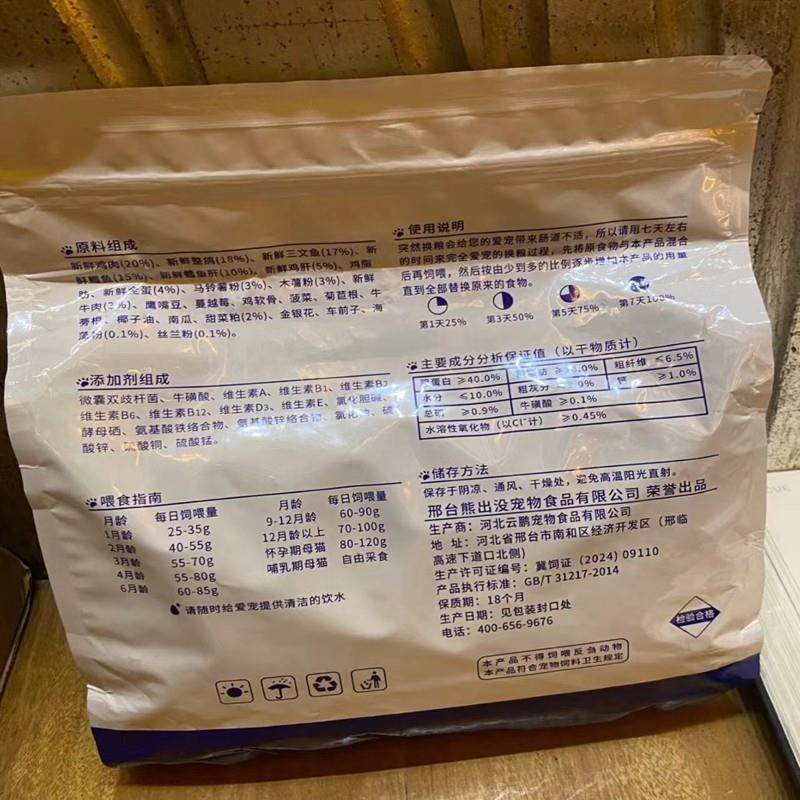 原料组成
新鲜鸡肉(20%)、新鲜整鸽(18%)、新鲜三文鱼(17%)、新
鲜鳕鱼(15%)、新鲜鳕鱼肝(10%)、新鲜鸡肝(5%)、鸡脂
肪、新鲜全蛋(4%)、马铃薯粉(3%)、木薯粉(3%)、新鲜
牛肉(3%)、鹰嘴豆、蔓越莓、鸡软骨、菠菜、菊苣根、牛
蒡根、椰子油、南瓜、甜菜粕(2%)、金银花、车前子、海
藻粉(0.1%)、丝兰粉(0.1%)。
添加剂组成
微囊双歧杆菌、牛磺酸、维生素A、维生素B1、维生素B2
维生素B6、维生素B12、维生素D3、维生素E、氯化胆碱、
酵母硒、氨基酸铁络合物、氨基酸锌络合物、氯化 、硫
酸锌、硫酸铜、硫酸锰。
喂食指南
月龄 每日饲喂量 月龄 每日饲喂量
1月龄 25-35g 9-12月龄 60-90g
2月龄 40-55g 12月龄以上 70-100g
3月龄 55-70g 怀孕期母猫 80-120g
4月龄 55-80g 哺乳期母猫 自由采食
6月龄 60-85g
请随时给爱宠提供清洁的饮水
使用说明
突然换粮会给您的爱宠带来肠道不适，所以请用七天左右
的时间来完全爱宠的换粮过程，先将原食物与本产品混合
后再饲喂，然后按由少到多的比例逐步增加本产品的用量
直到全部替换原来的食物。
第1天25% 第3天50% 第5天75% 第7天100%
主要成分分析保证值（以干物质计）
蛋白 ≥40.0% 粗纤维 ≤6.5%
水分 ≤10.0% 粗灰分 0% ≥1.0%
总磷 ≥0.9% 牛磺酸 ≥0.1%
水溶性氧化物（以Cl⁻计） ≥0.45%
储存方法
保存于阴凉、通风、干燥处，避免高温阳光直射。
邢台熊出没宠物食品有限公司 荣誉出品
生产商：河北云鹏宠物食品有限公司
地 址：河北省邢台市南和区经济开发区（邢临
高速下道口北侧）
生产许可证编号：冀饲证（2024）09110
产品执行标准：GB/T 31217-2014
保质期：18个月
生产日期：见包装封口处
电话：400-656-9676
检验合格
本产品不得饲喂反刍动物
本产品符合宠物饲料卫生规定